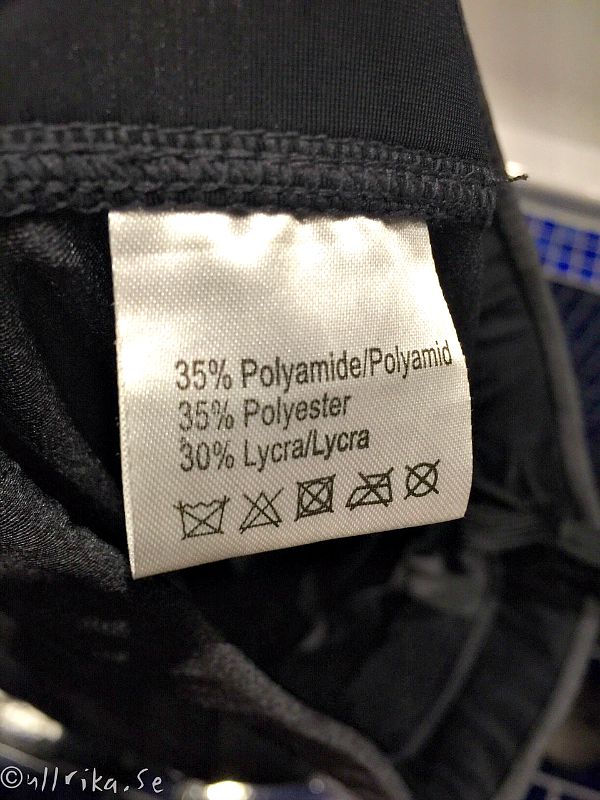 35% Polyamide/Polyamid
35% Polyester
30% Lycra/Lycra
©ullrika.se